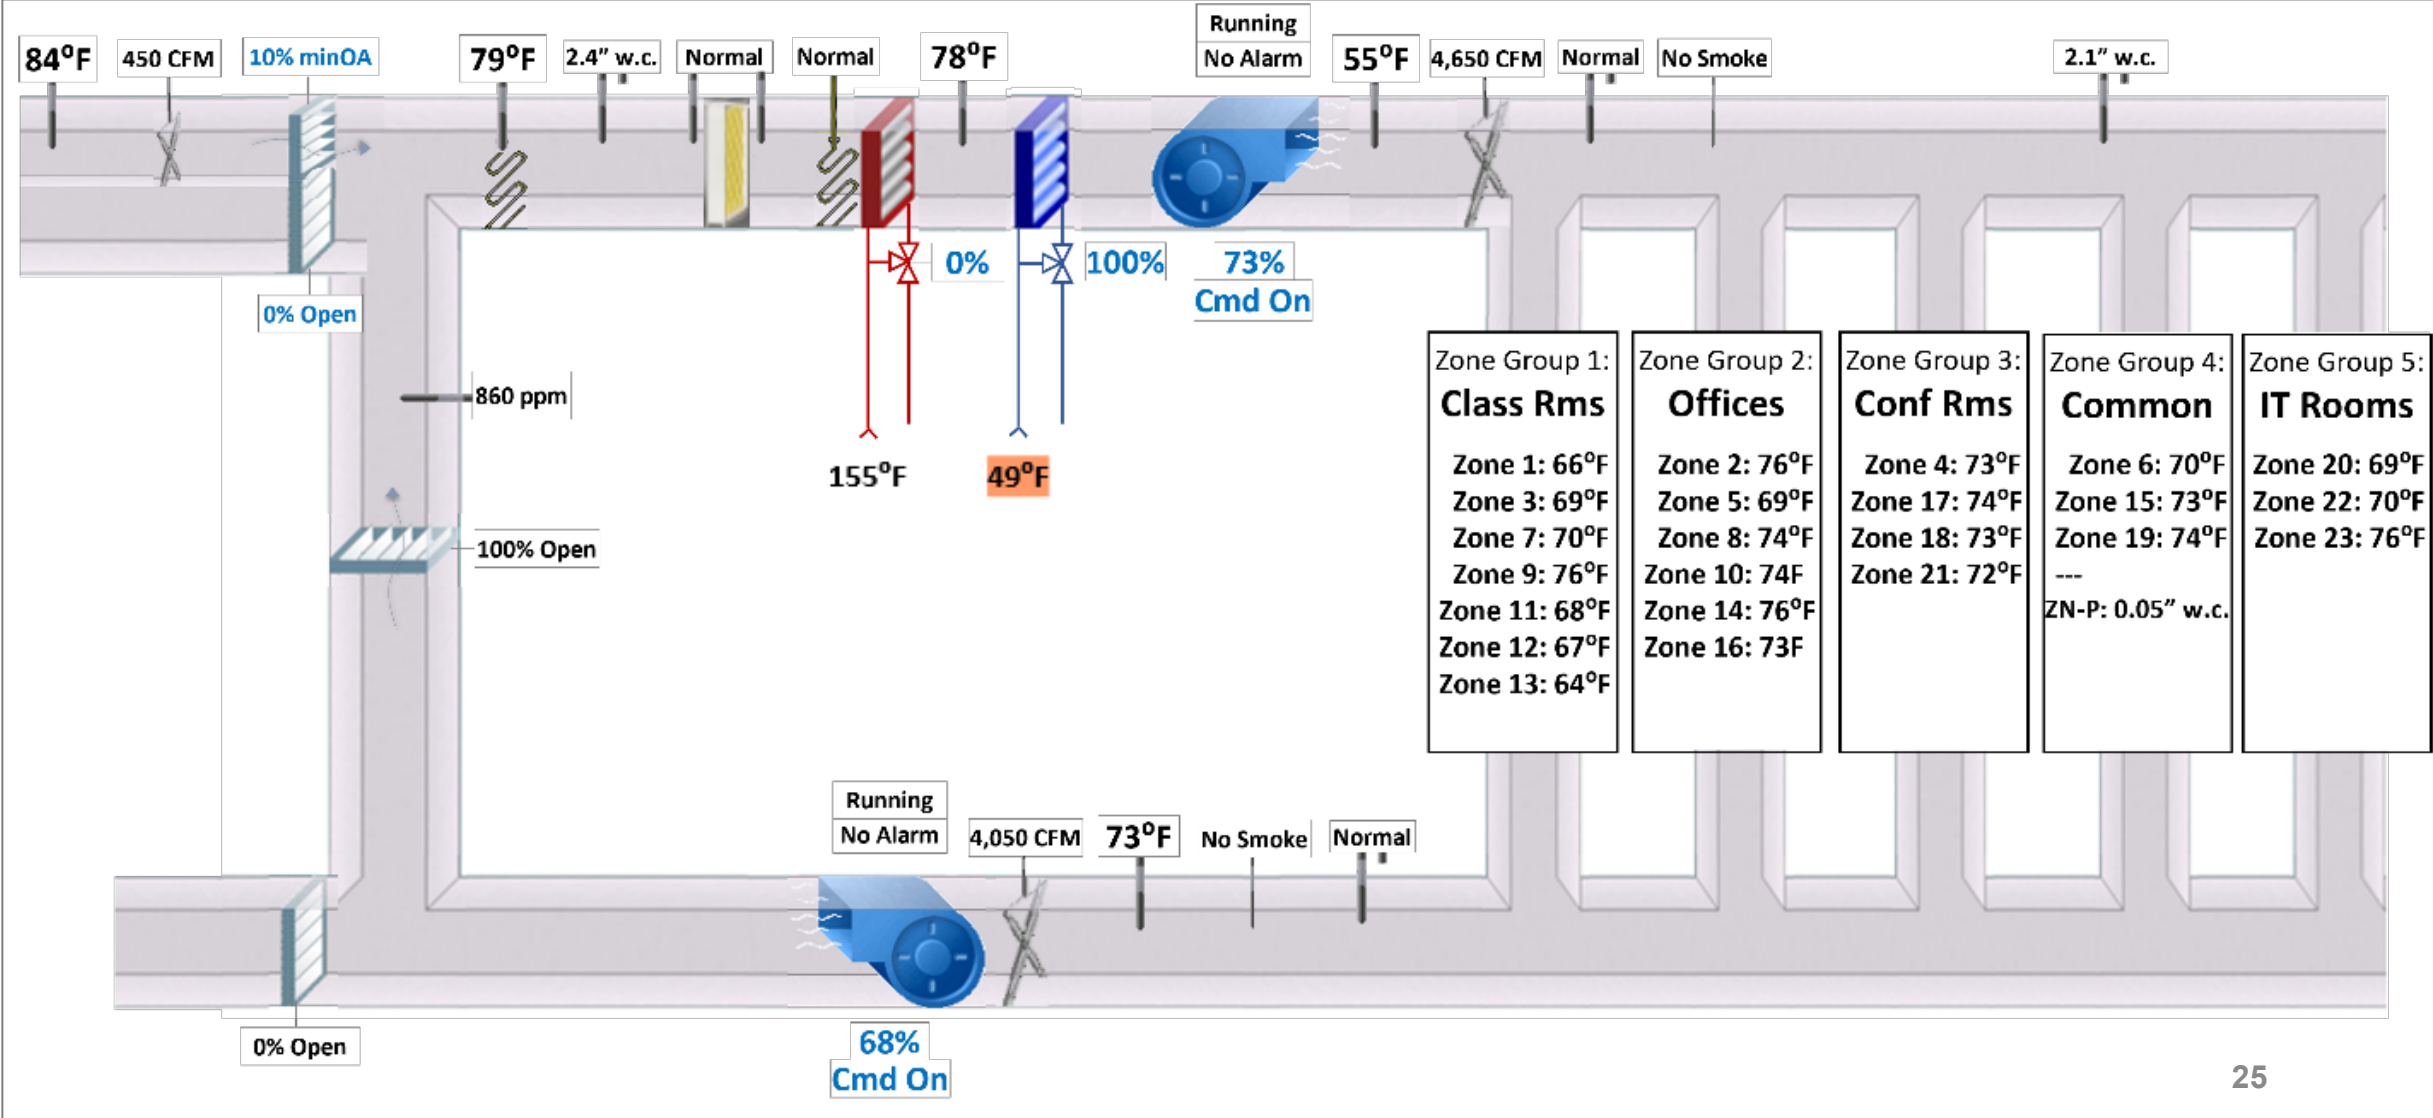 Running
84°F
450 CFM
10% minOA
79°F
2.4” w.c.
Normal
Normal
78°F
No Alarm
55°F
4,650 CFM
Normal
No Smoke
2.1” w.c.
0%
100%
73%
Cmd On
0% Open
860 ppm
155°F
49°F
100% Open
Zone Group 1:
Class Rms
Zone 1: 66°F
Zone 3: 69°F
Zone 7: 70°F
Zone 9: 76°F
Zone 11: 68°F
Zone 12: 67°F
Zone 13: 64°F
Zone Group 2:
Offices
Zone 2: 76°F
Zone 5: 69°F
Zone 8: 74°F
Zone 10: 74F
Zone 14: 76°F
Zone 16: 73F
Zone Group 3:
Conf Rms
Zone 4: 73°F
Zone 17: 74°F
Zone 18: 73°F
Zone 21: 72°F
Zone Group 4:
Common
Zone 6: 70°F
Zone 15: 73°F
Zone 19: 74°F
---
ZN-P: 0.05” w.c.
Zone Group 5:
IT Rooms
Zone 20: 69°F
Zone 22: 70°F
Zone 23: 76°F
Running
No Alarm
4,050 CFM
73°F
No Smoke
Normal
0% Open
68%
Cmd On
25